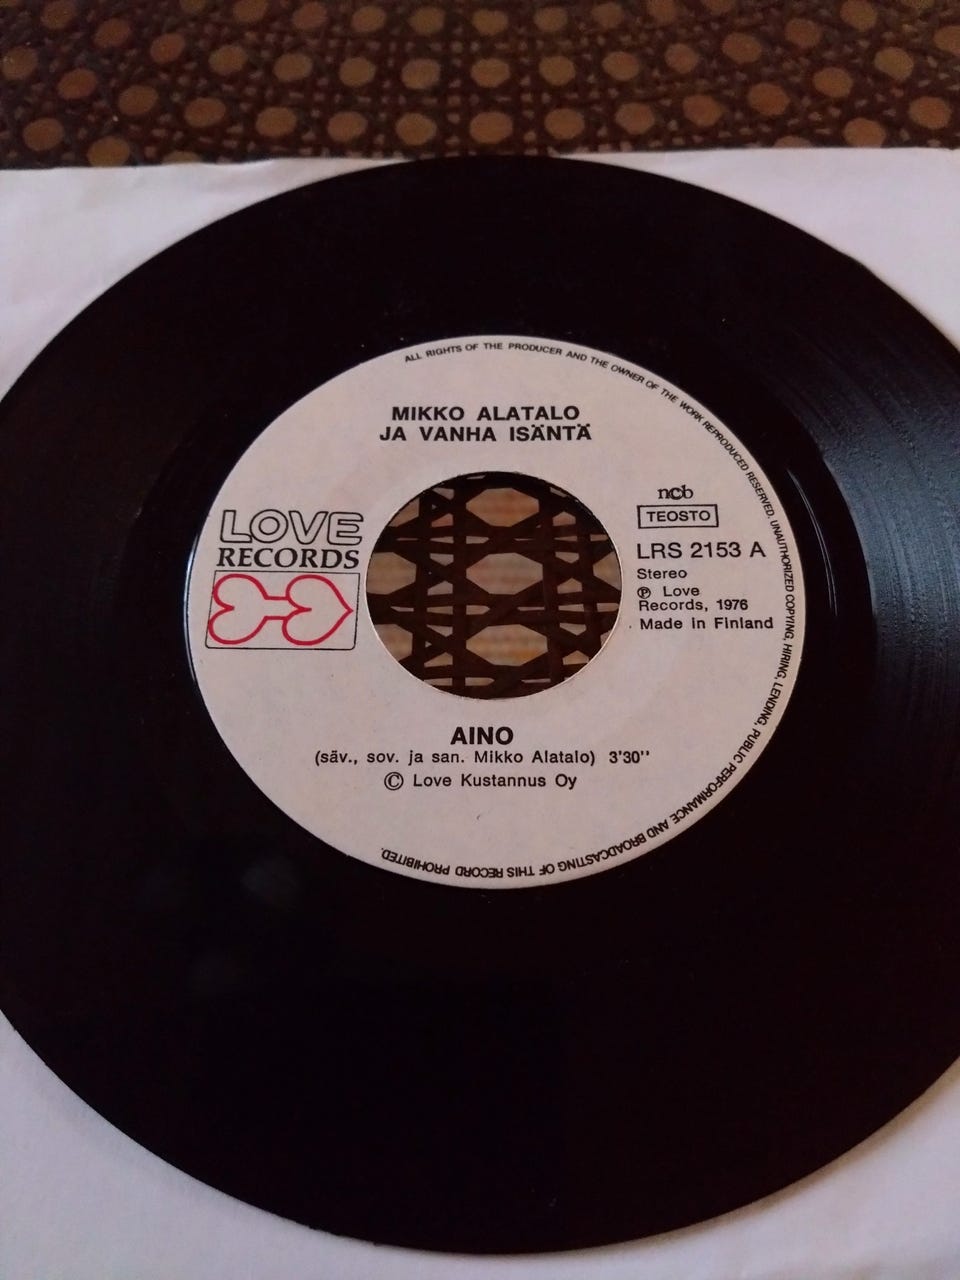 ALL RIGHTS OF THE PRODUCER AND THE OWNER OF THE WORK REPRODUCED RESERVED. UNAUTHORIZED COPYING, HIRING, LENDING, PUBLIC PERFORMANCE AND BROADCASTING OF THIS RECORD PROHIBITED.
MIKKO ALATALO
JA VANHA ISÄNTÄ
LOVE
RECORDS
ncb
TEOSTO
LRS 2153 A
Stereo
℗ Love
Records, 1976
Made in Finland
AINO
(säv., sov. ja san. Mikko Alatalo) 3'30''
© Love Kustannus Oy